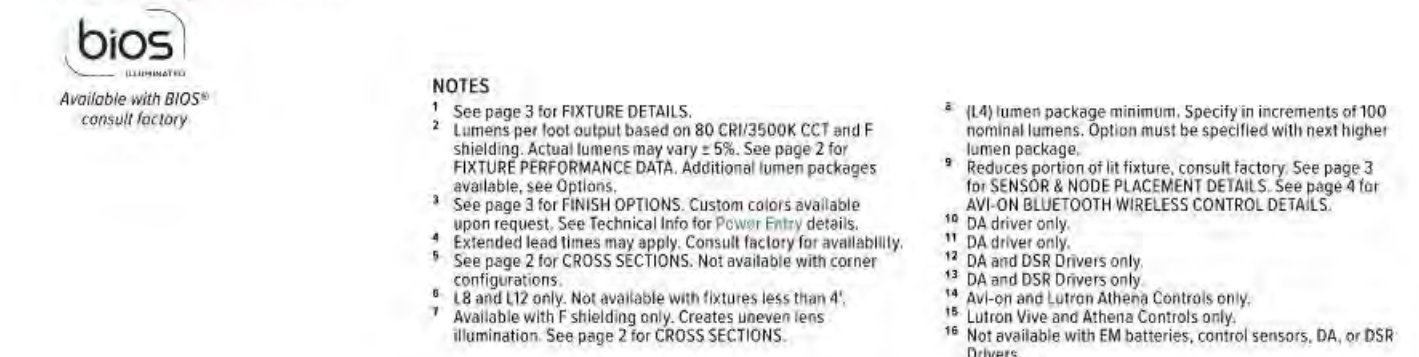 bios
ILLUMINATED
Available with BIOS®
consult factory
NOTES
1 See page 3 for FIXTURE DETAILS.
2 Lumens per foot output based on 80 CRI/3500K CCT and F
shielding. Actual lumens may vary ± 5%. See page 2 for
FIXTURE PERFORMANCE DATA. Additional lumen packages
available, see Options.
3 See page 3 for FINISH OPTIONS. Custom colors available
upon request. See Technical Info for Power Entry details.
4 Extended lead times may apply. Consult factory for availability.
5 See page 2 for CROSS SECTIONS. Not available with corner
configurations.
6 L8 and L12 only. Not available with fixtures less than 4'.
7 Available with F shielding only. Creates uneven lens
illumination. See page 2 for CROSS SECTIONS.
8 (L4) lumen package minimum. Specify in increments of 100
nominal lumens. Option must be specified with next higher
lumen package.
9 Reduces portion of lit fixture, consult factory. See page 3
for SENSOR & NODE PLACEMENT DETAILS. See page 4 for
AVI-ON BLUETOOTH WIRELESS CONTROL DETAILS.
10 DA driver only.
11 DA driver only.
12 DA and DSR Drivers only.
13 DA and DSR Drivers only.
14 Avi-on and Lutron Athena Controls only.
15 Lutron Vive and Athena Controls only.
16 Not available with EM batteries, control sensors, DA, or DSR
Drivers.